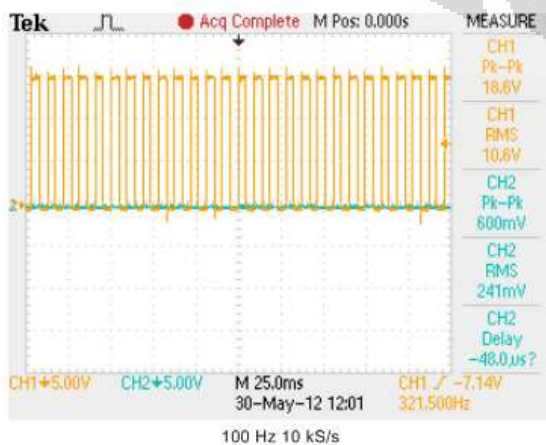 Tek Acq Complete M Pos: 0.000s MEASURE
CH1
Pk-Pk
18.6V
CH1
RMS
10.6V
2
CH2
Pk-Pk
600mV
CH2
RMS
241mV
CH2
Delay
-48.0µs?
CH1 5.00V CH2 5.00V M 25.0ms CH1 / -7.14V
30-May-12 12:01 321.500Hz
100 Hz 10 kS/s